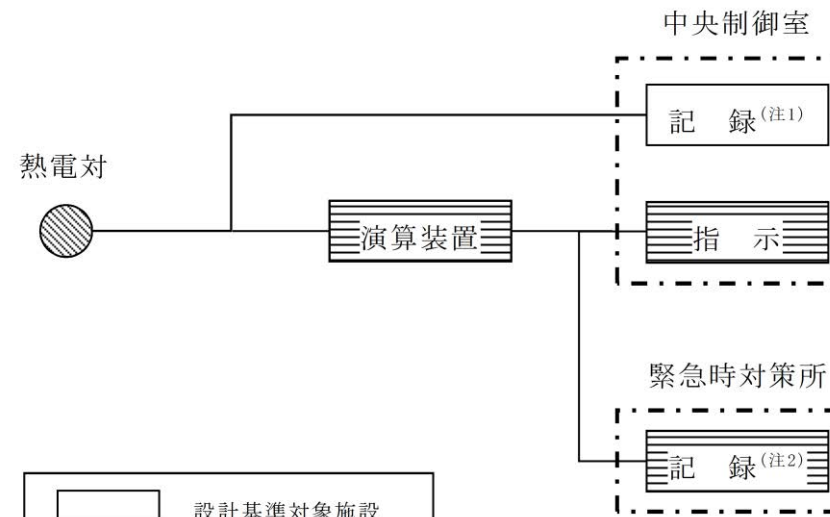 中央制御室
記 録(注1)
熱電対
演算装置
指 示
緊急時対策所
記 録(注2)
設計基準対象施設